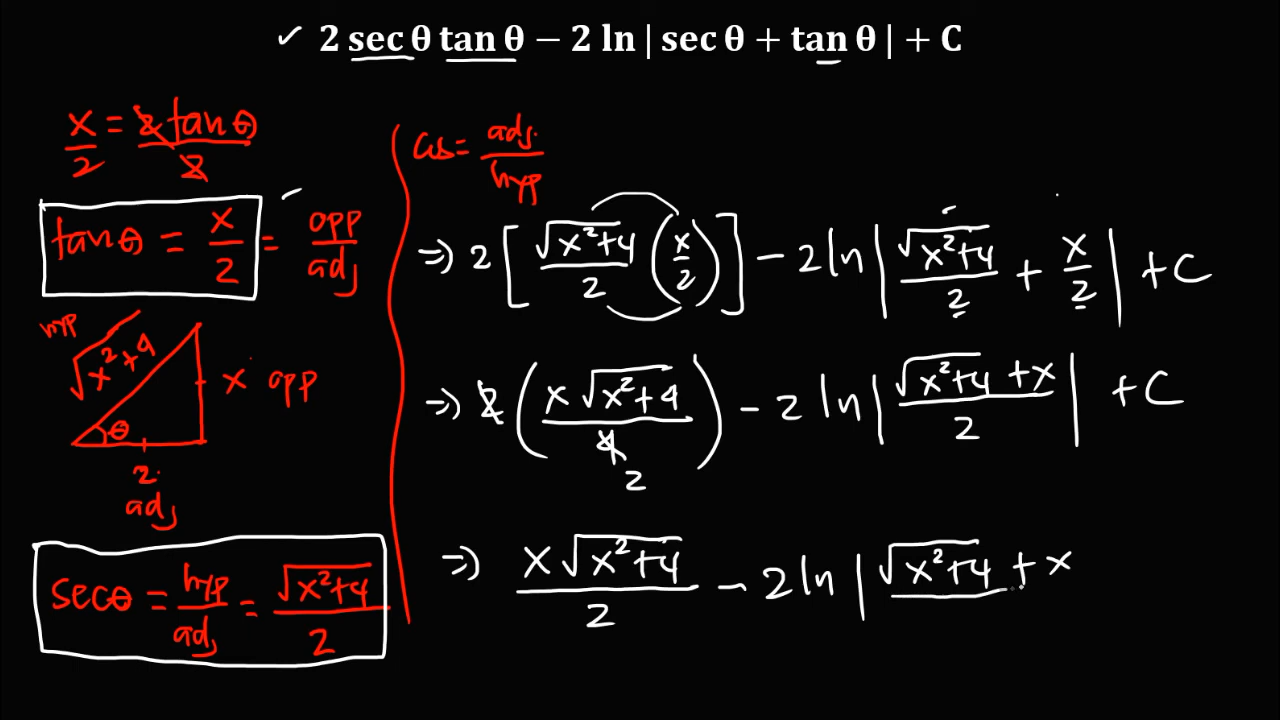 ✓ 2 sec θ tan θ − 2 ln | sec θ + tan θ | + C
x/2 = 2 tan θ/2
tan θ = x/2 = opp/adj
hyp
√(x²+4)
x opp
θ
2
adj
sec θ = hyp/adj = √(x²+4)/2
cos = adj./hyp
⇒ 2 [ √(x²+4)/2 (x/2) ] − 2 ln | √(x²+4)/2 + x/2 | + C
⇒ 2 ( x √(x²+4)/4 2 ) − 2 ln | (√(x²+4) + x)/2 | + C
⇒ x √(x²+4)/2 − 2 ln | √(x²+4) + x